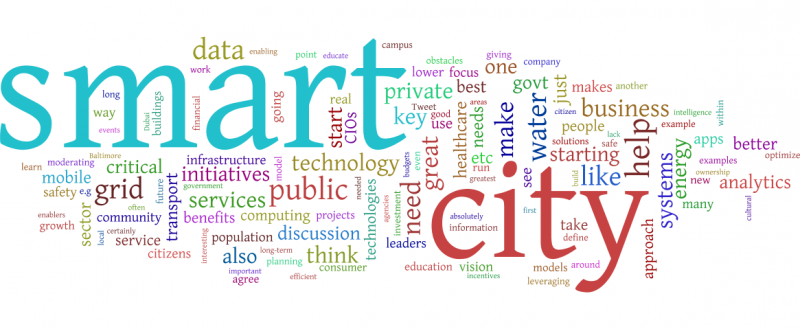 smart
city
data
enabling
point
educate
campus
work
long
way
events
Dubai
buildings
financial
going
real
start
CIOs
private
lower
focus
obstacles
giving
company
one
best
govt
just
makes
another
key
Tweet
good
use
areas
needs
healthcare
make
water
citizen
business
intelligence
within
people
lack
safe
example
solutions
starting
help
apps
better
optimize
learn
moderating
Baltimore
mobile
safety
e.g
critical
infrastructure
initiatives
model
technology
great
budgets
even
etc
run
greatest
see
build
like
systems
energy
examples
ownership
new
analytics
many
cultural
grid
future
government
services
public
needed
need
enablers
growth
sector
local
often
community
certainly
service
citizens
transport
benefits
computing
projects
agencies
investment
technologies
absolutely
information
first
take
define
approach
interesting
population
discussion
leaders
also
long-term
planning
think
consumer
important
agree
efficient
education
vision
incentives
models
around
leveraging